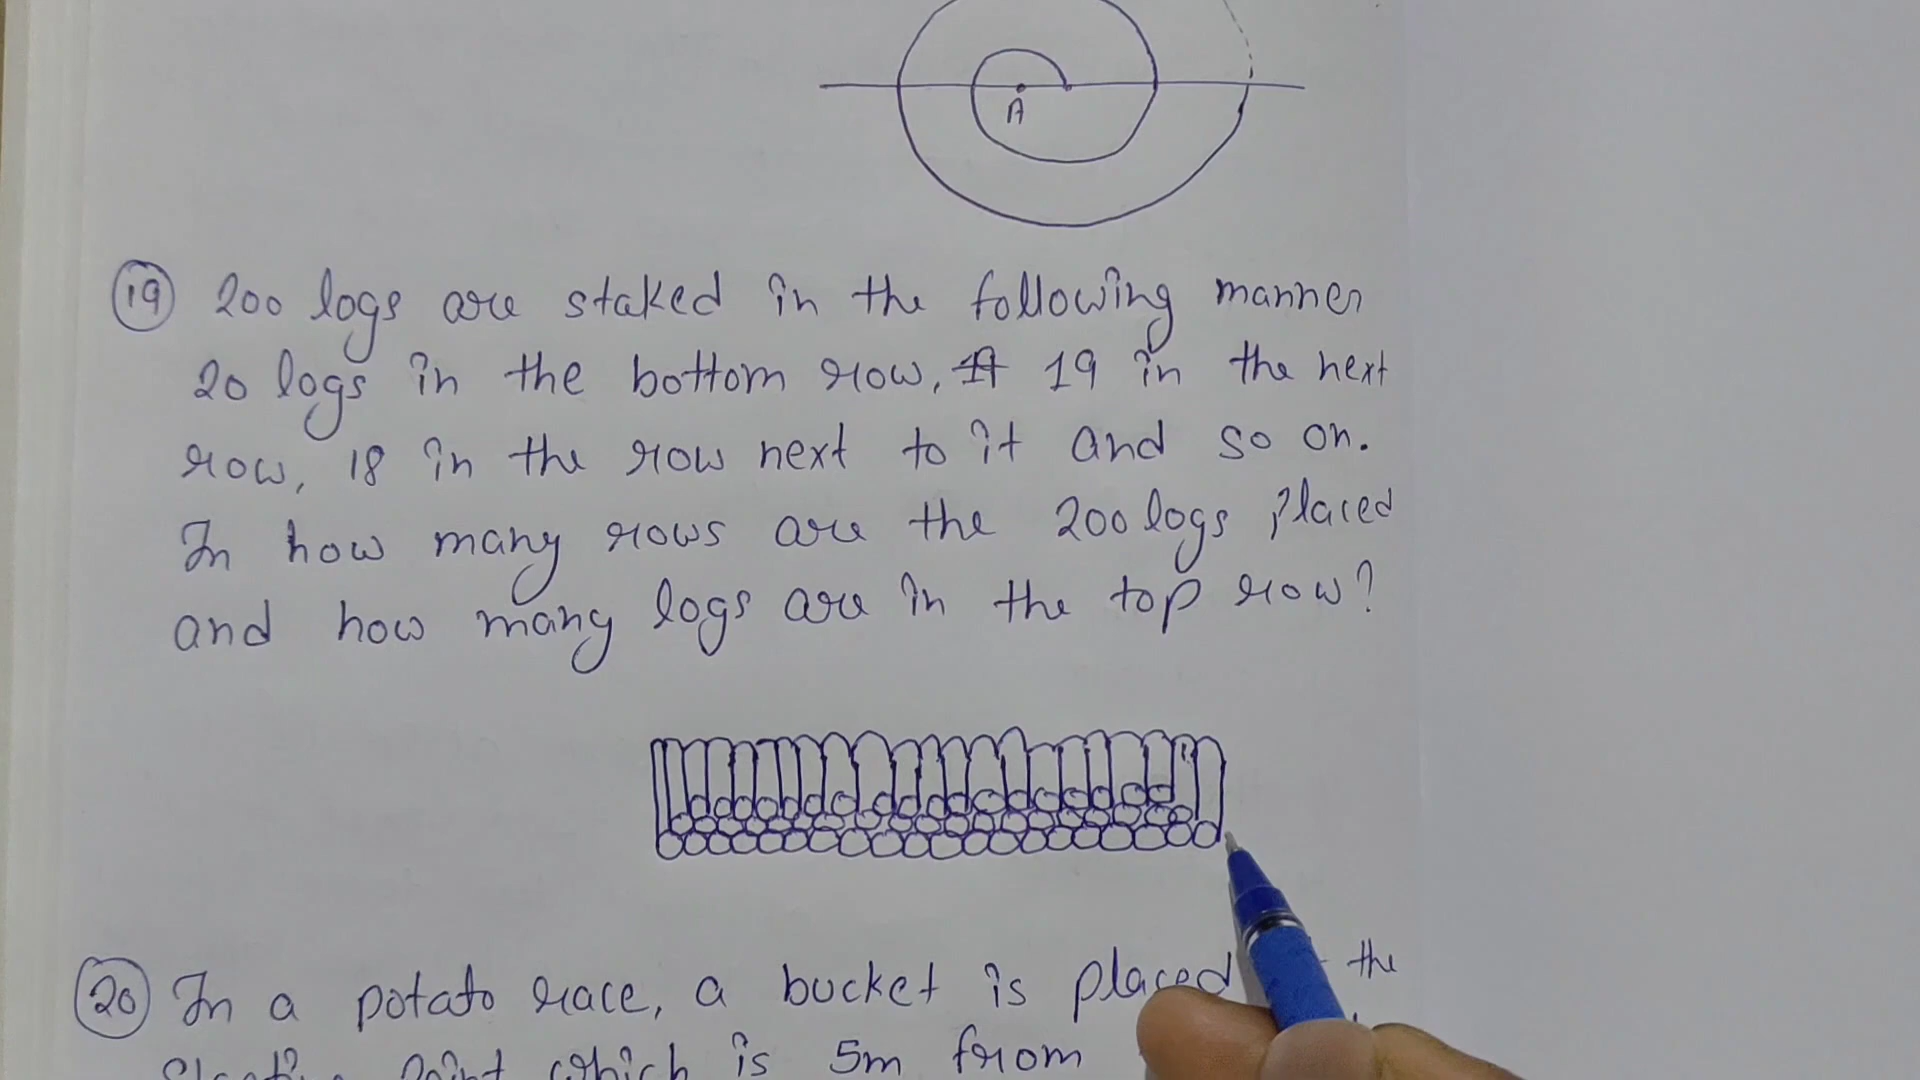 A
19 200 logs are staked in the following manner
20 logs in the bottom row, 19 in the next
row, 18 in the row next to it and so on.
In how many rows are the 200 logs placed
and how many logs are in the top row?
20 In a potato race, a bucket is placed the
point which is 5m from